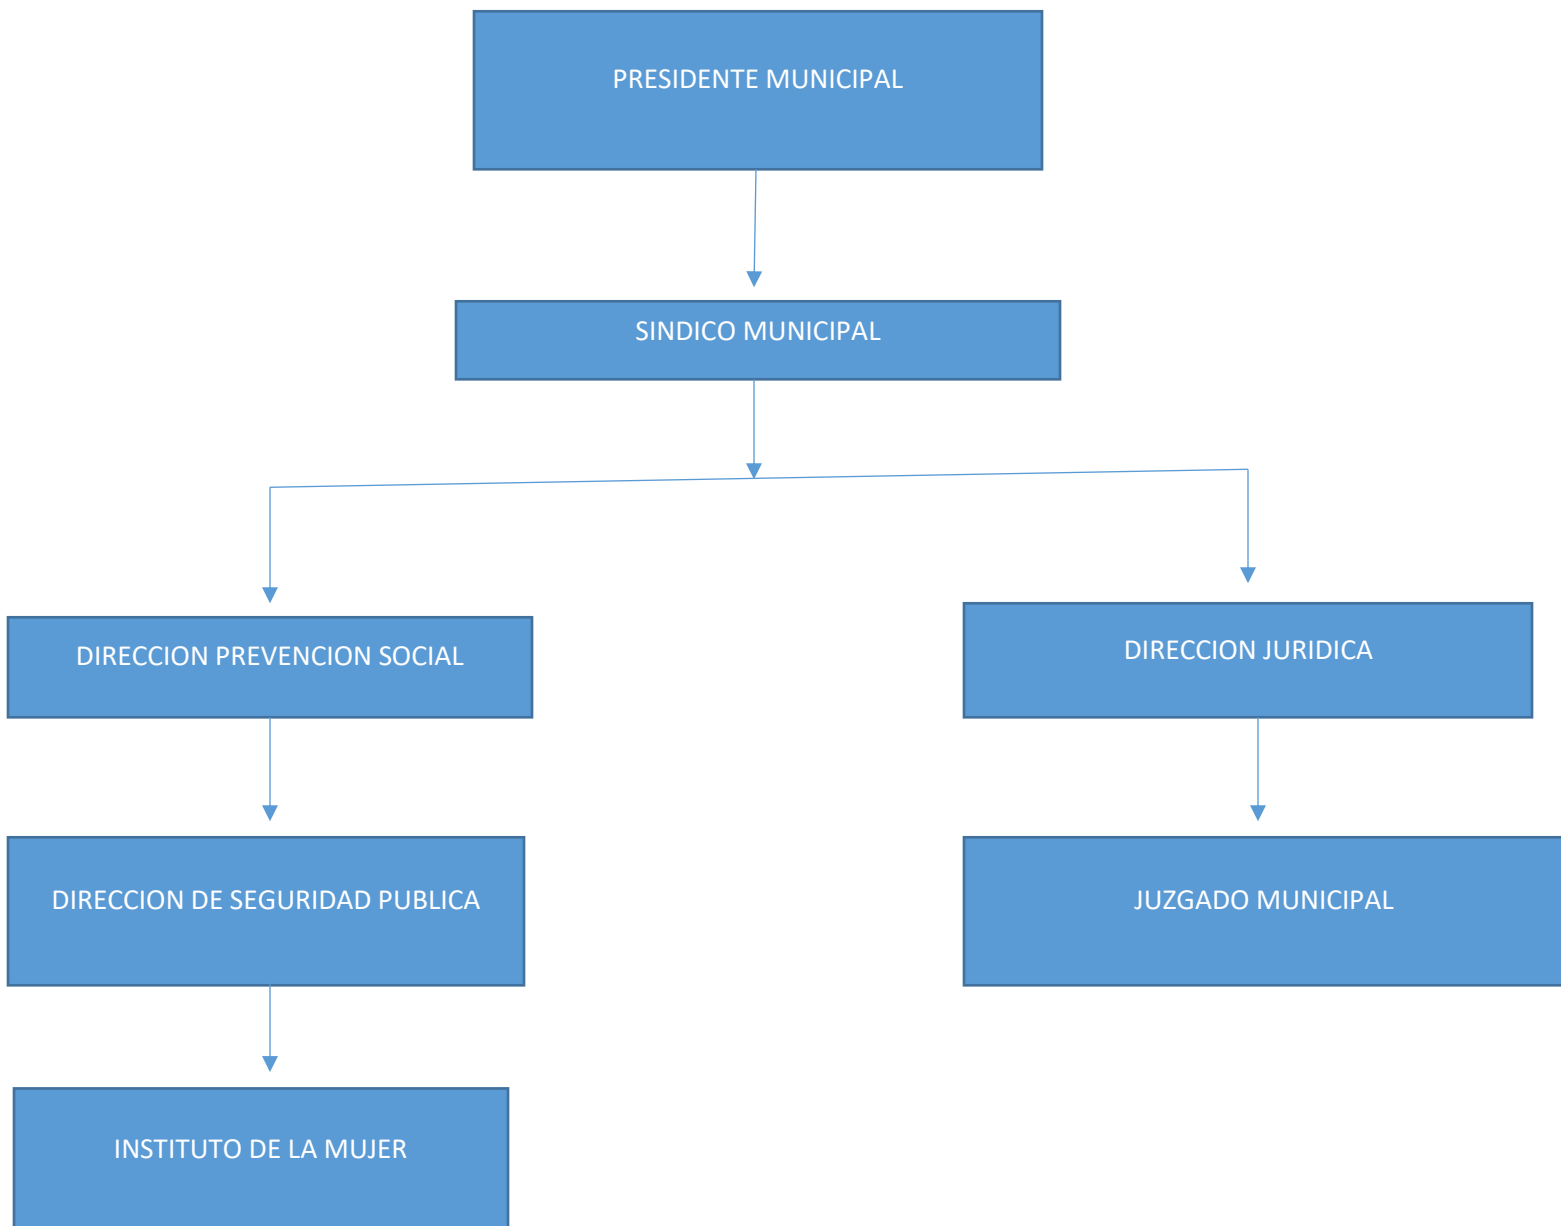 PRESIDENTE MUNICIPAL
SINDICO MUNICIPAL
DIRECCION PREVENCION SOCIAL
DIRECCION JURIDICA
DIRECCION DE SEGURIDAD PUBLICA
JUZGADO MUNICIPAL
INSTITUTO DE LA MUJER